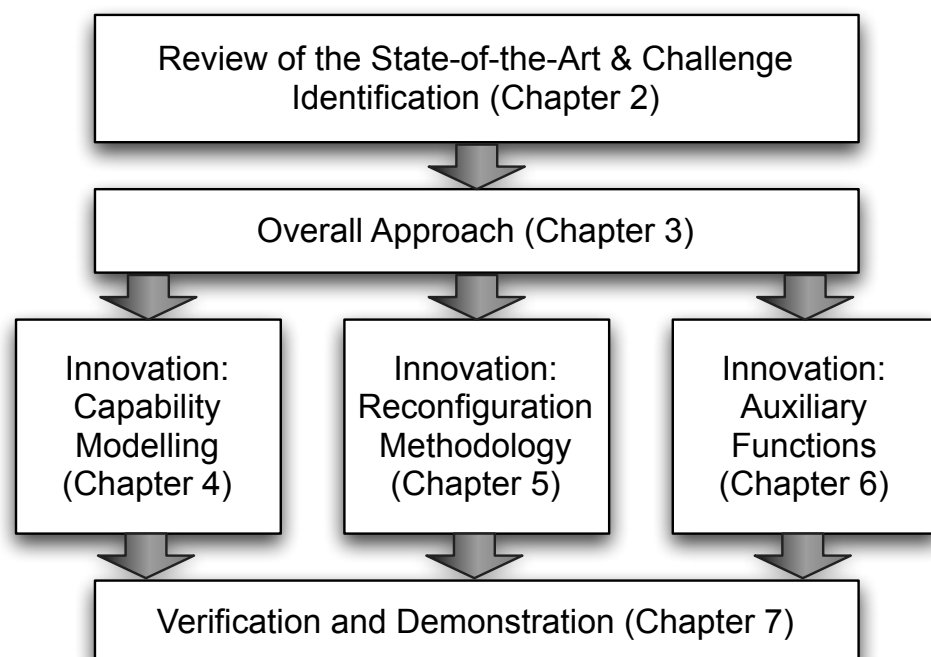 Review of the State-of-the-Art & Challenge
Identification (Chapter 2)
Overall Approach (Chapter 3)
Innovation:
Capability
Modelling
(Chapter 4)
Innovation:
Reconfiguration
Methodology
(Chapter 5)
Innovation:
Auxiliary
Functions
(Chapter 6)
Verification and Demonstration (Chapter 7)